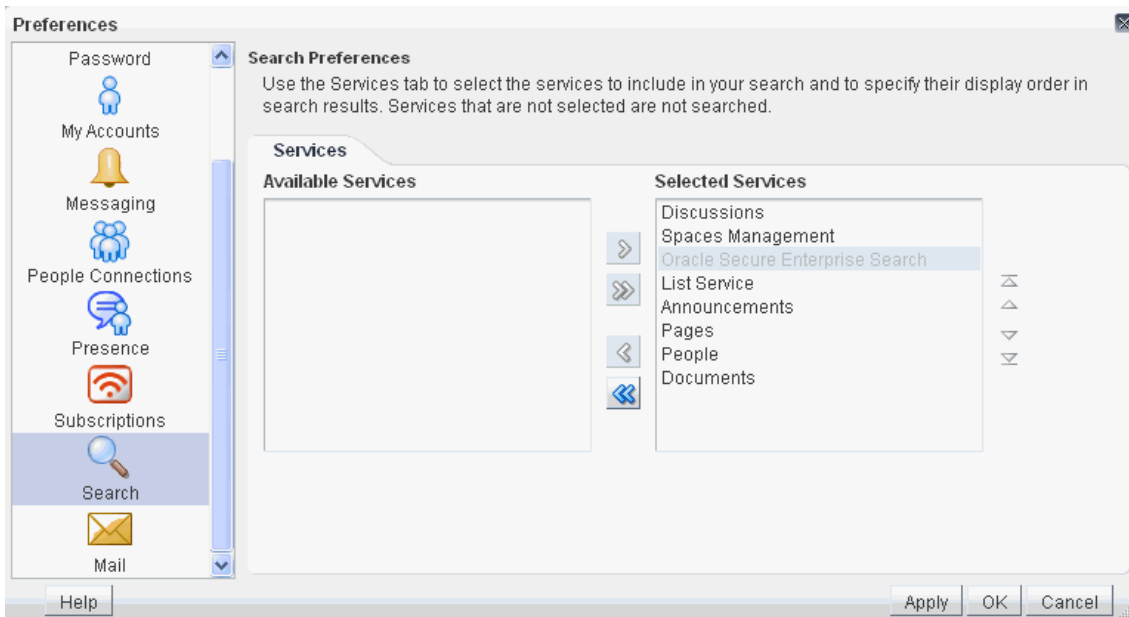 Preferences
Password
My Accounts
Messaging
People Connections
Presence
Subscriptions
Search
Mail
Search Preferences
Use the Services tab to select the services to include in your search and to specify their display order in
search results. Services that are not selected are not searched.
Services
Available Services
Selected Services
Discussions
Spaces Management
Oracle Secure Enterprise Search
List Service
Announcements
Pages
People
Documents
Help
Apply
OK
Cancel